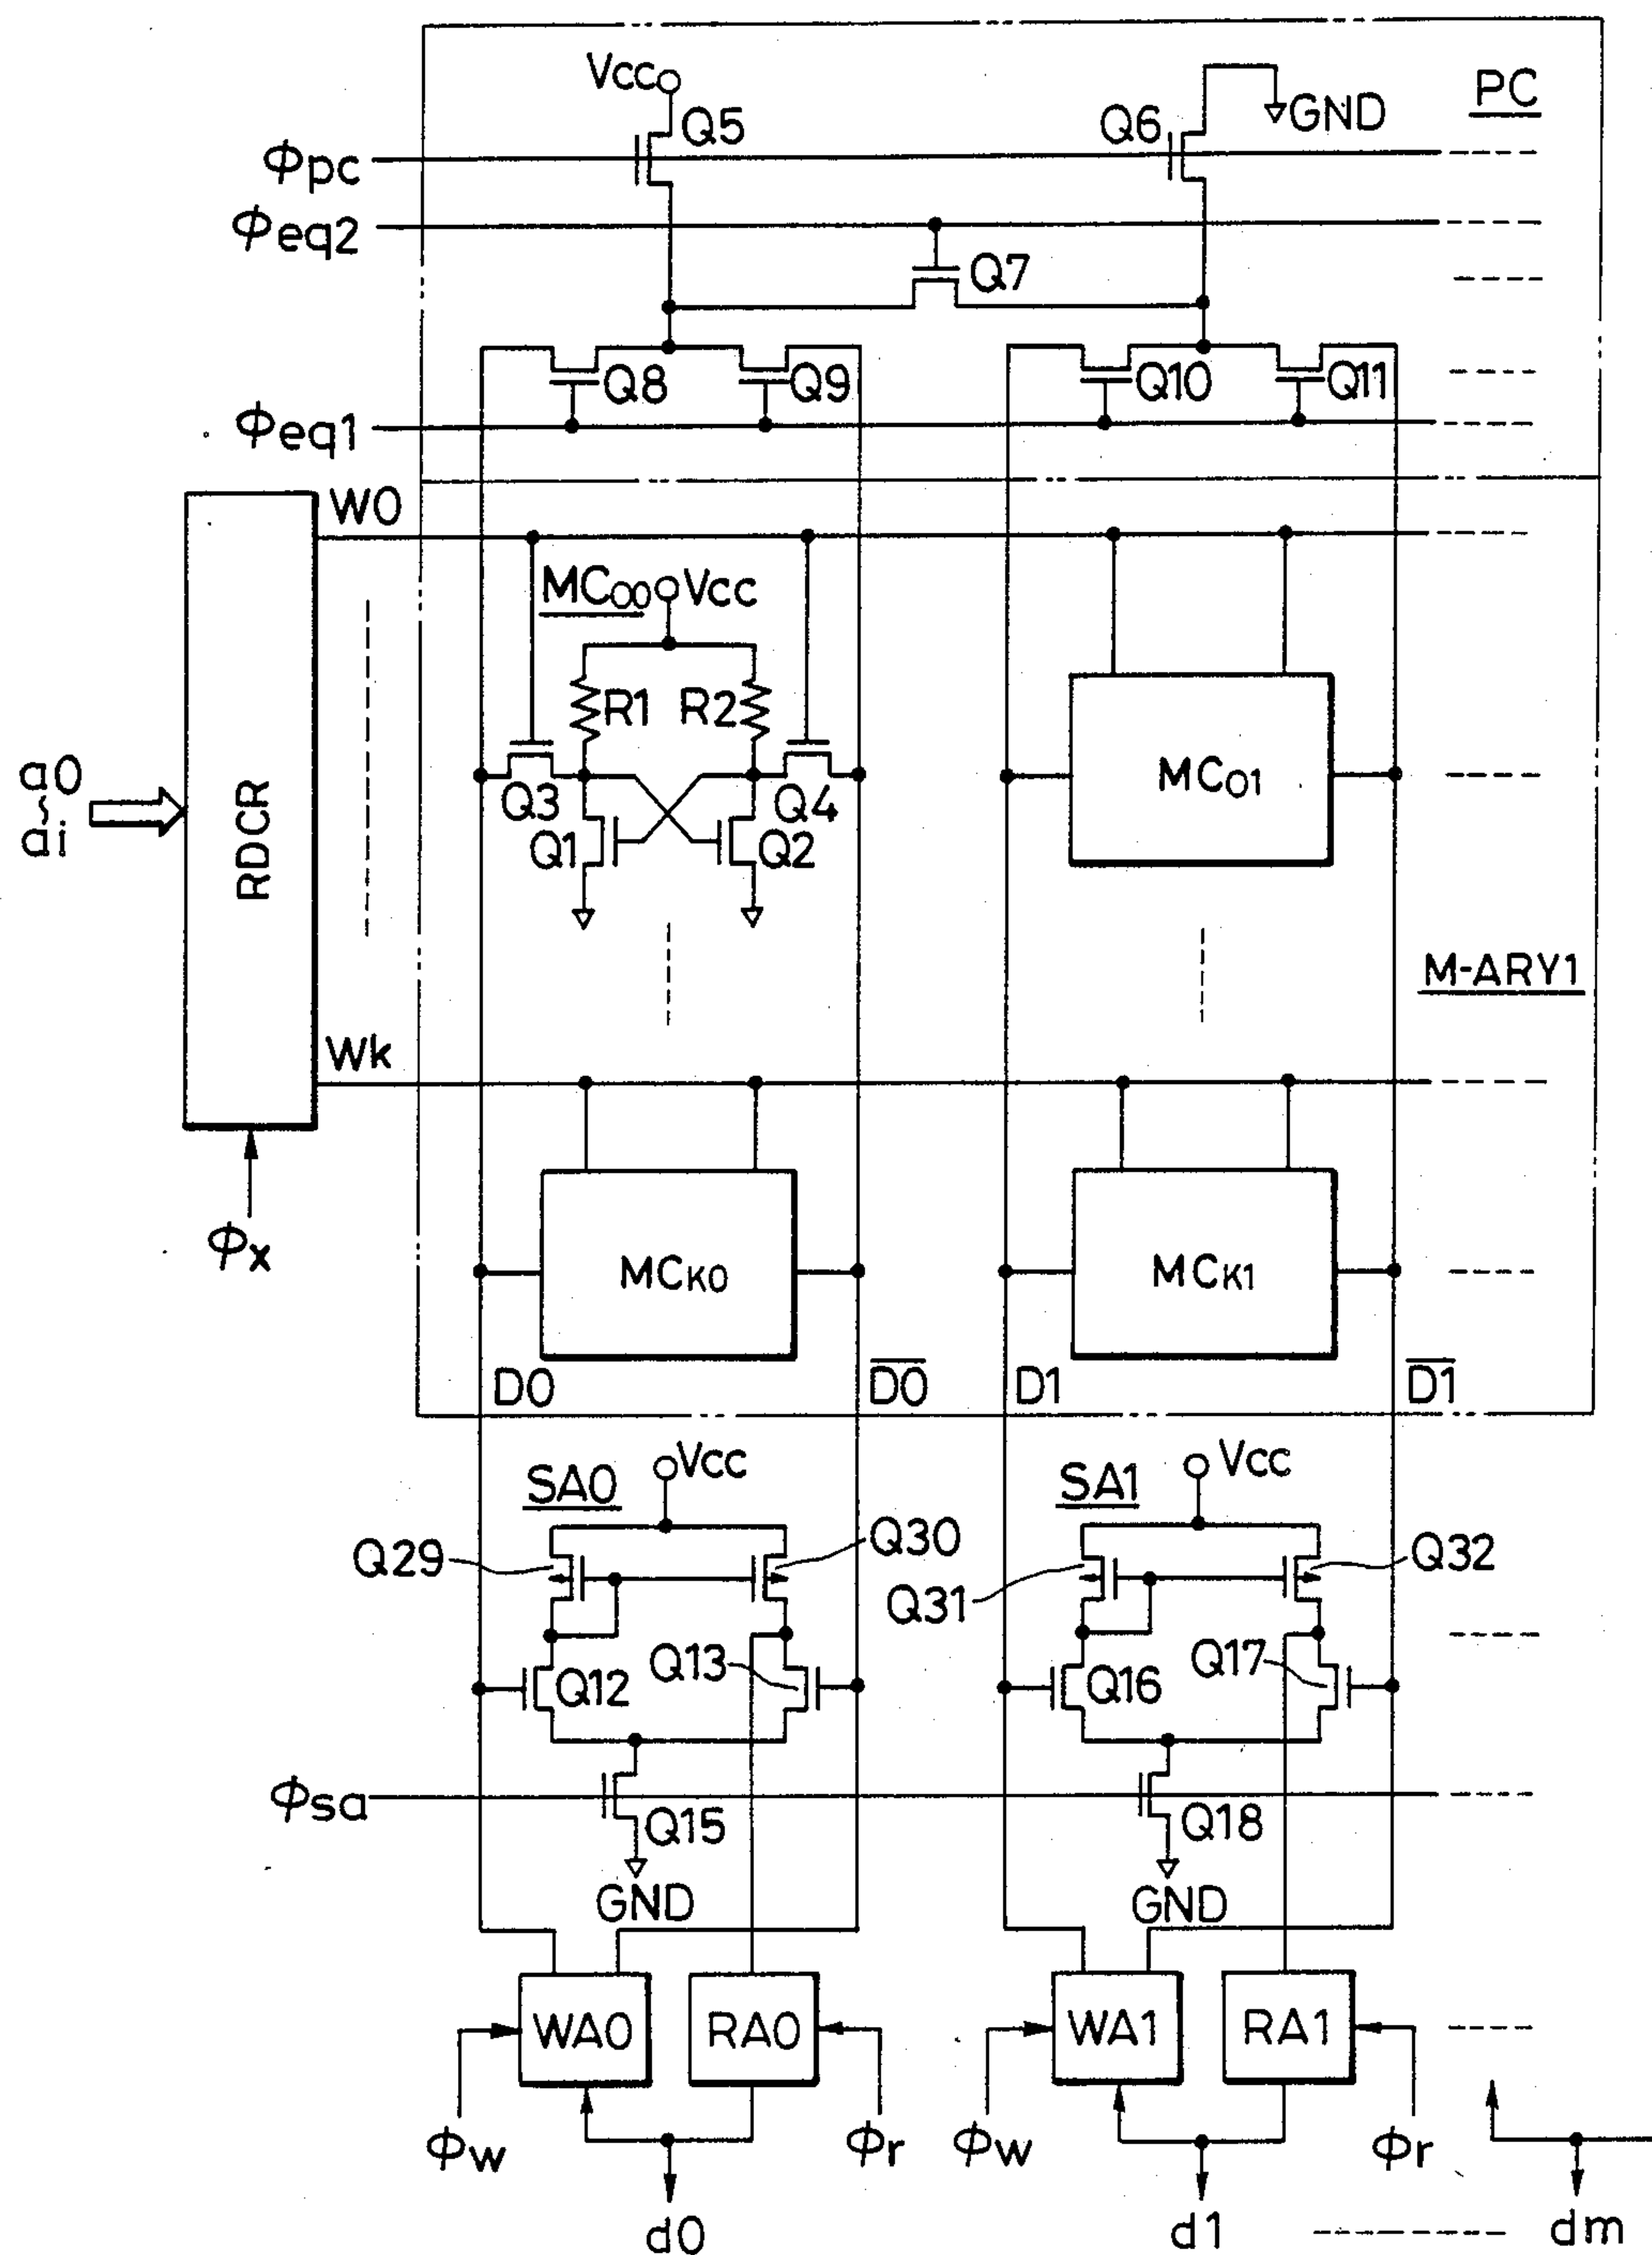 Vcc
Q5
Q6
GND
PC
ϕpc
ϕeq2
Q7
Q8
Q9
Q10
Q11
ϕeq1
W0
MC00
Vcc
R1
R2
Q3
Q4
Q1
Q2
MC01
a0
~
ai
RDCR
M-ARY1
Wk
ϕx
MCK0
MCK1
D0
D̅0̅
D1
D̅1̅
SA0
Vcc
SA1
Vcc
Q29
Q30
Q31
Q32
Q12
Q13
Q16
Q17
ϕsa
Q15
Q18
GND
GND
WA0
RA0
WA1
RA1
ϕw
ϕr
ϕw
ϕr
d0
d1
dm